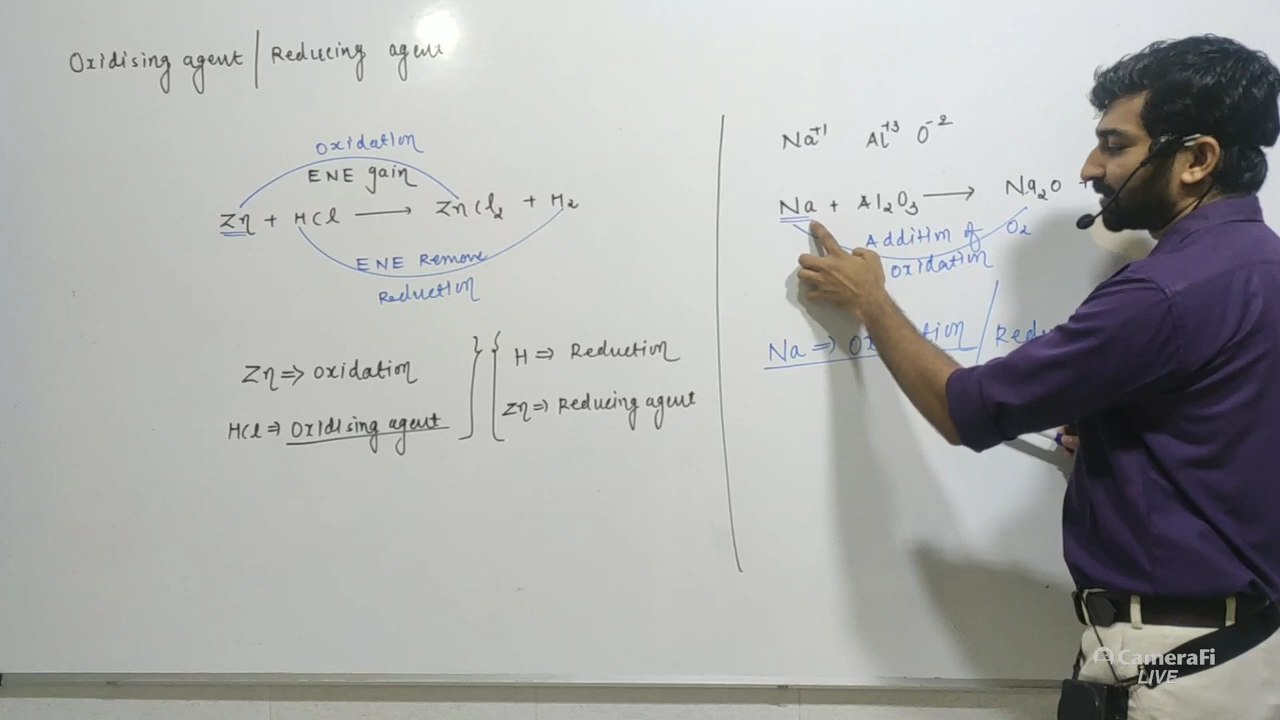 Oxidising agent | Reducing agent
Oxidation
ENE gain
Zn + HCl → ZnCl₂ + H₂
ENE Remove
Reduction
Zn ⇒ Oxidation
HCl ⇒ Oxidising agent
H ⇒ Reduction
Zn ⇒ Reducing agent
Na⁺¹ Al⁺³ O⁻²
Na + Al₂O₃ → Na₂O +
Addition of O₂
Oxidation
Na ⇒ / 
CameraFi
LIVE